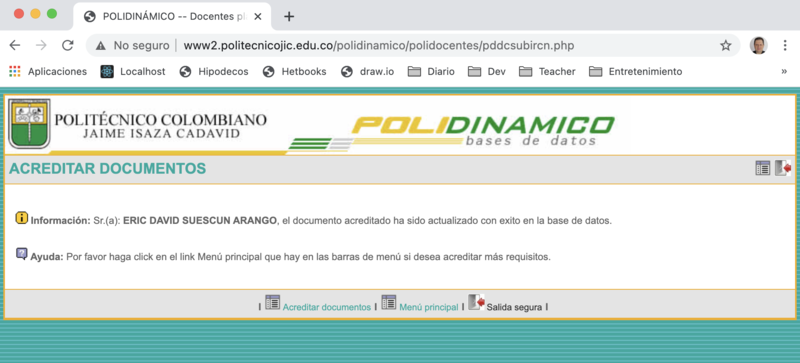 POLIDINÁMICO -- Docentes pl
No seguro | www2.politecnicojic.edu.co/polidinamico/polidocentes/pddcsubircn.php
Aplicaciones Localhost Hipodecos Hetbooks draw.io Diario Dev Teacher Entretenimiento »
POLITÉCNICO COLOMBIANO
JAIME ISAZA CADAVID
POLIDINAMICO
bases de datos
ACREDITAR DOCUMENTOS
Información: Sr.(a): ERIC DAVID SUESCUN ARANGO, el documento acreditado ha sido actualizado con exito en la base de datos.
Ayuda: Por favor haga click en el link Menú principal que hay en las barras de menú si desea acreditar más requisitos.
| Acreditar documentos | Menú principal | Salida segura |